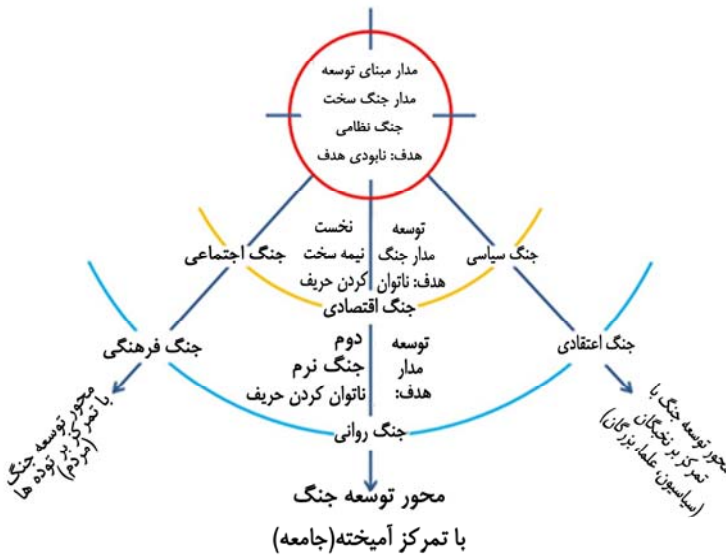 مدار مبنای توسعه
مدار جنگ سخت
جنگ نظامی
هدف: نابودی هدف
توسعه نخست
مدار جنگ نیمه سخت
هدف: ناتوان کردن حریف
جنگ سیاسی
جنگ اقتصادی
جنگ اجتماعی
توسعه دوم
مدار جنگ نرم
هدف: ناتوان کردن حریف
جنگ اعتقادی
جنگ روانی
جنگ فرهنگی
محور توسعه جنگ با
تمرکز بر نخبگان
(سیاسیون، علما، بزرگان)
محور توسعه جنگ
با تمرکز آمیخته(جامعه)
محور توسعه جنگ
با تمرکز بر توده ها
(مردم)